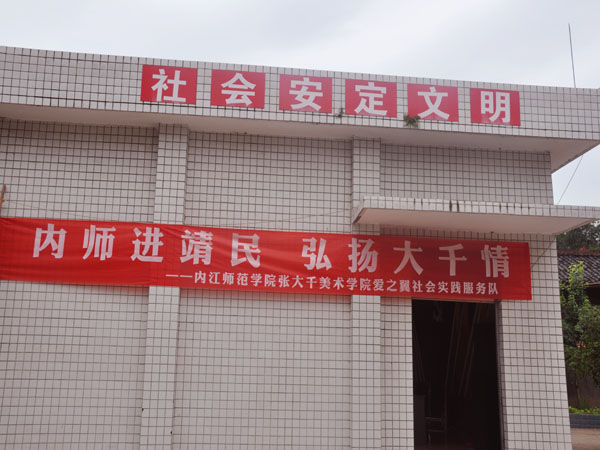 社会安定文明
内师进靖民 弘扬大千情
——内江师范学院张大千美术学院爱之翼社会实践服务队